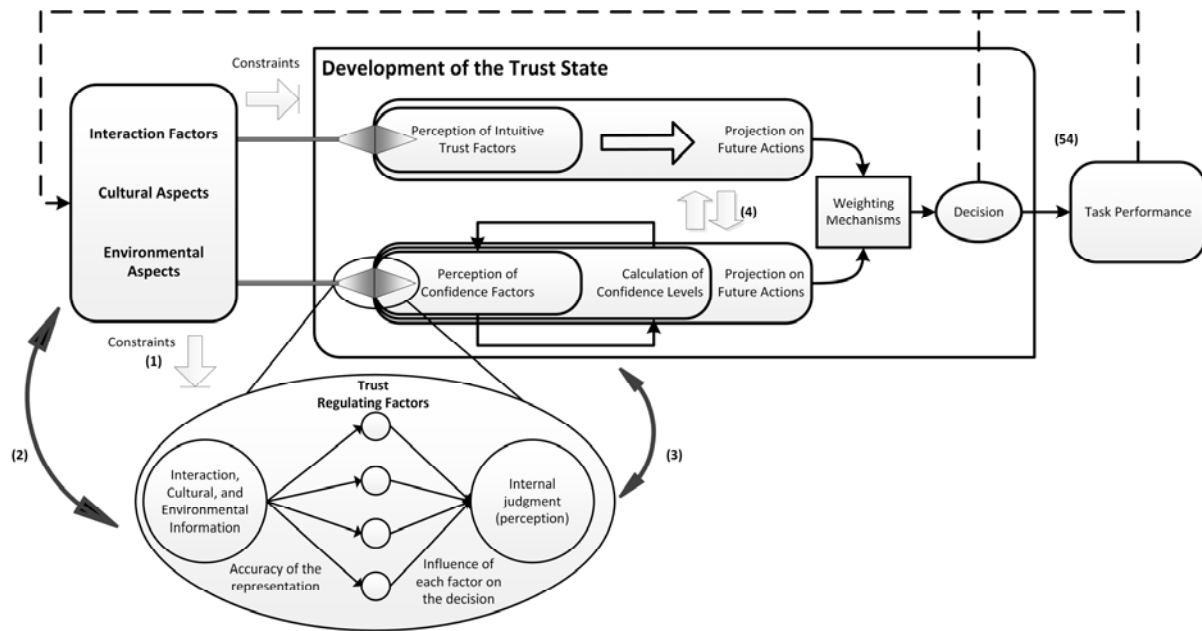 Constraints
Development of the Trust State
Interaction Factors
Cultural Aspects
Environmental
Aspects
Perception of Intuitive
Trust Factors
Projection on
Future Actions
(54)
(4)
Weighting
Mechanisms
Decision
Task Performance
Perception of
Confidence Factors
Calculation of
Confidence Levels
Projection on
Future Actions
Constraints
(1)
(2)
(3)
Trust
Regulating Factors
Interaction,
Cultural, and
Environmental
Information
Internal
judgment
(perception)
Accuracy of the
representation
Influence of
each factor on
the decision